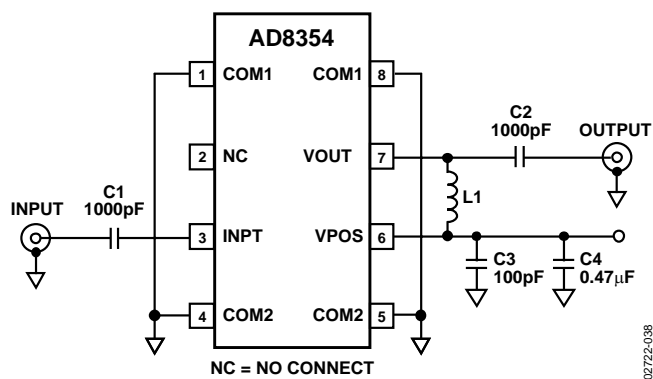 AD8354
1 COM1 COM1 8
2 NC VOUT 7
3 INPT VPOS 6
4 COM2 COM2 5
INPUT
C1
1000pF
C2
1000pF
OUTPUT
L1
C3
100pF
C4
0.47µF
NC = NO CONNECT
02722-038